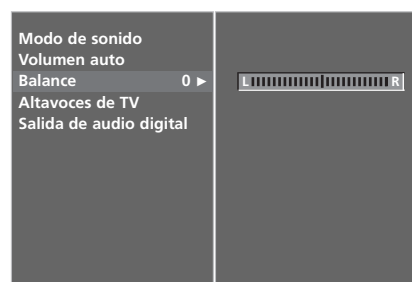 Modo de sonido
Volumen auto
Balance 0 ►
L R
Altavoces de TV
Salida de audio digital